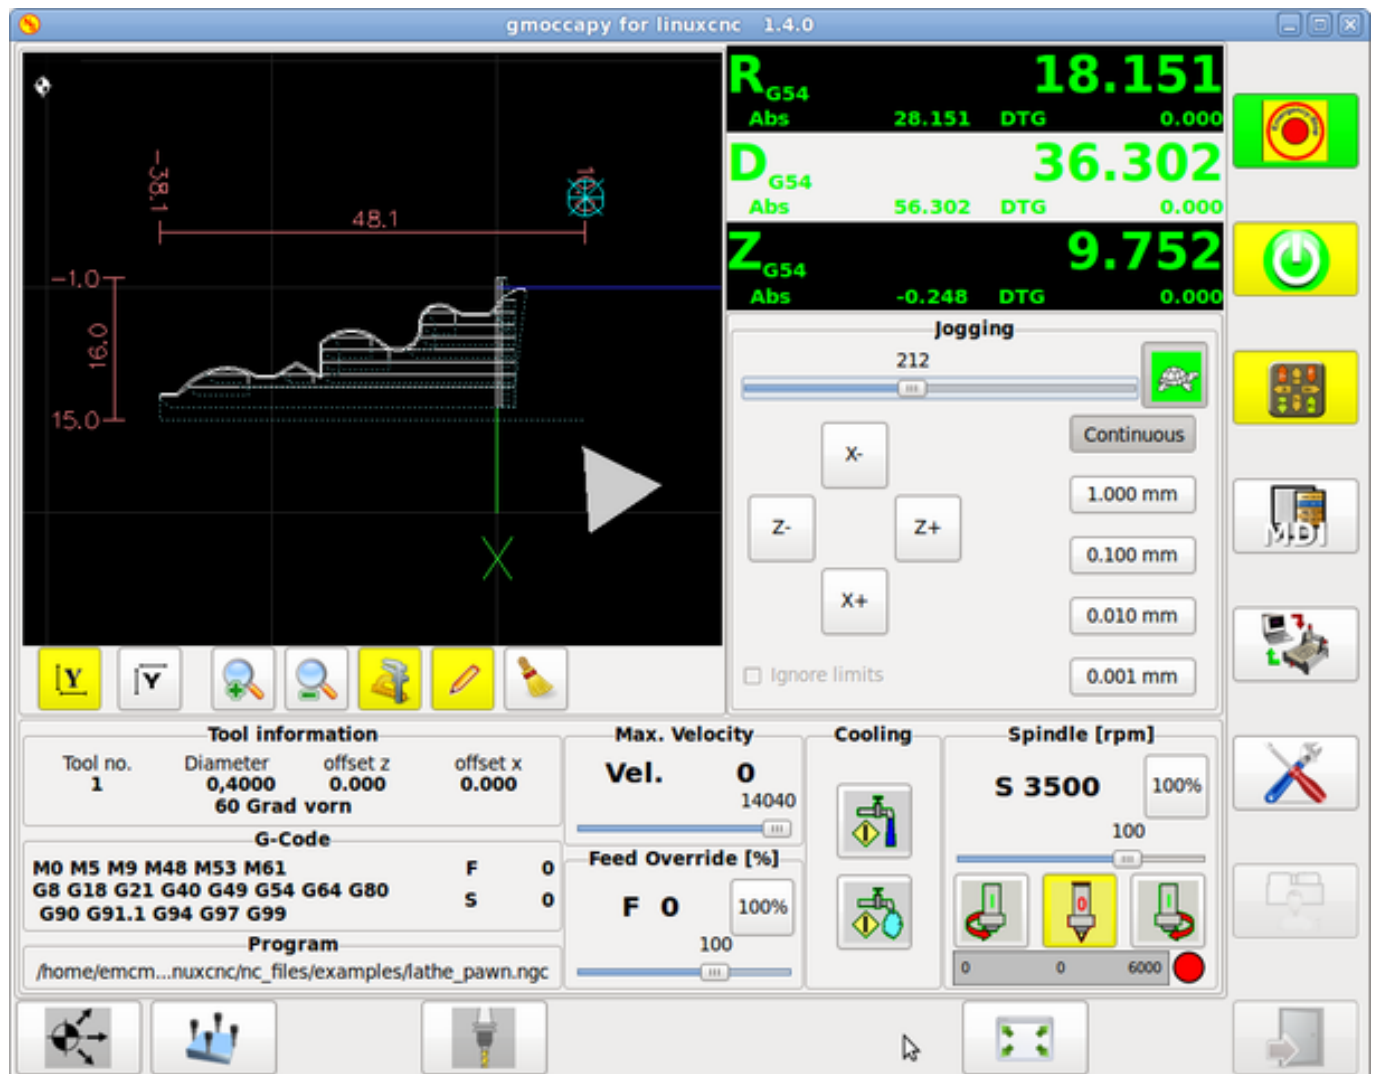 gmoccapy for linuxcnc 1.4.0
R G54 18.151
Abs 28.151 DTG 0.000
D G54 36.302
Abs 56.302 DTG 0.000
Z G54 9.752
Abs -0.248 DTG 0.000
-38.1
48.1
-1.0
16.0
15.0
X
Jogging
212
Continuous
X-
1.000 mm
Z- Z+
0.100 mm
X+
0.010 mm
Ignore limits
0.001 mm
MDI
Y Y
Tool information
Tool no. Diameter offset z offset x
1 0,4000 0.000 0.000
60 Grad vorn
G-Code
M0 M5 M9 M48 M53 M61 F 0
G8 G18 G21 G40 G49 G54 G64 G80 S 0
G90 G91.1 G94 G97 G99
Program
/home/emcm...nuxcnc/nc_files/examples/lathe_pawn.ngc
Max. Velocity
Vel. 0
14040
Feed Override [%]
F 0 100%
100
Cooling
Spindle [rpm]
S 3500 100%
100
0 0 6000